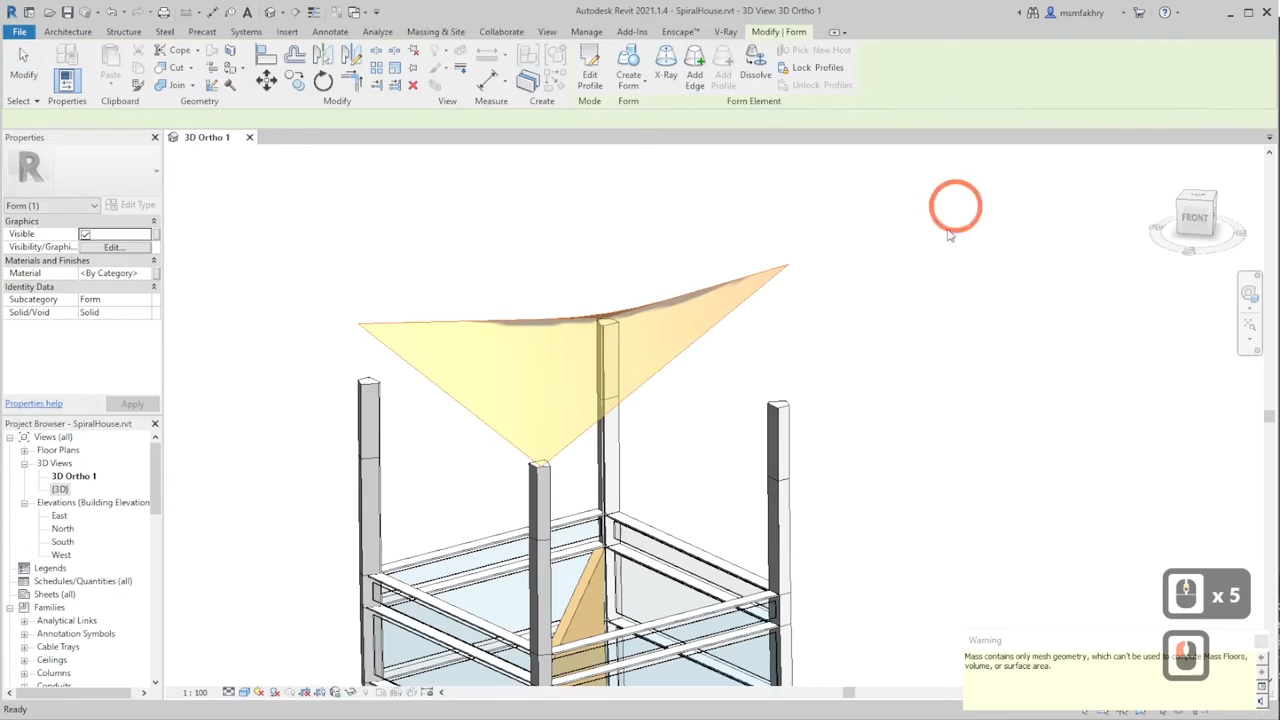 Autodesk Revit 2021.1.4 - SpiralHouse.rvt - 3D View: 3D Ortho 1
msmfakhry
File Architecture Structure Steel Precast Systems Insert Annotate Analyze Massing & Site Collaborate View Manage Add-Ins Enscape™ V-Ray Modify | Form
Cope
Cut
Join
Pick New Host
Lock Profiles
Unlock Profiles
Modify
Paste
Edit Profile
Create Form
X-Ray
Add Edge
Add Profile
Dissolve
Select Properties Clipboard Geometry Modify View Measure Create Mode Form Form Element
Properties
3D Ortho 1
R
Form (1)
Edit Type
Graphics
Visible
Visibility/Graphi... Edit...
Materials and Finishes
Material <By Category>
Identity Data
Subcategory Form
Solid/Void Solid
Properties help
Apply
Project Browser - SpiralHouse.rvt
Views (all)
Floor Plans
3D Views
3D Ortho 1
{3D}
Elevations (Building Elevation
East
North
South
West
Legends
Schedules/Quantities (all)
Sheets (all)
Families
Analytical Links
Annotation Symbols
Cable Trays
Ceilings
Columns
Conduits
TOP
FRONT
x 5
Warning
Mass contains only mesh geometry, which can't be used to compute Mass Floors,
volume, or surface area.
1 : 100
Ready